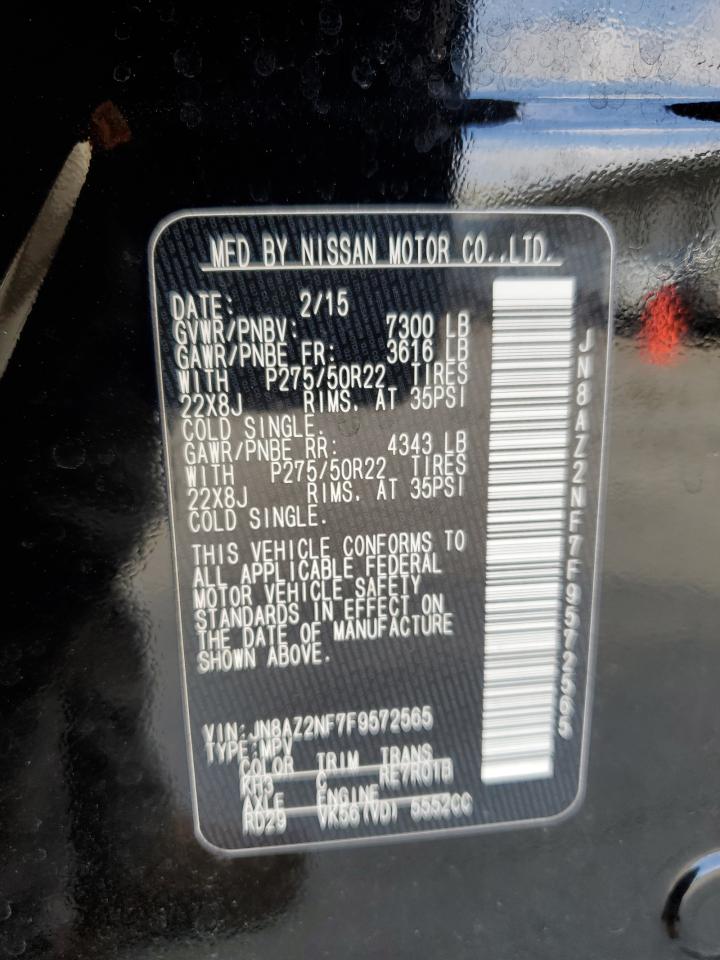 MFD BY NISSAN MOTOR CO.,LTD.
DATE: 2/15
GVWR/PNBV: 7300 LB
GAWR/PNBE FR: 3616 LB
WITH P275/50R22 TIRES
22X8J RIMS. AT 35PSI
COLD SINGLE.
GAWR/PNBE RR: 4343 LB
WITH P275/50R22 TIRES
22X8J RIMS. AT 35PSI
COLD SINGLE.
THIS VEHICLE CONFORMS TO
ALL APPLICABLE FEDERAL
MOTOR VEHICLE SAFETY
STANDARDS IN EFFECT ON
THE DATE OF MANUFACTURE
SHOWN ABOVE.
VIN: JN8AZ2NF7F9572565
TYPE:MPV
COLOR TRIM TRANS
KH3 C RE7R01B
AXLE ENGINE
RD29 VK56(VD) 5552CC
JN8AZ2NF7F9572565